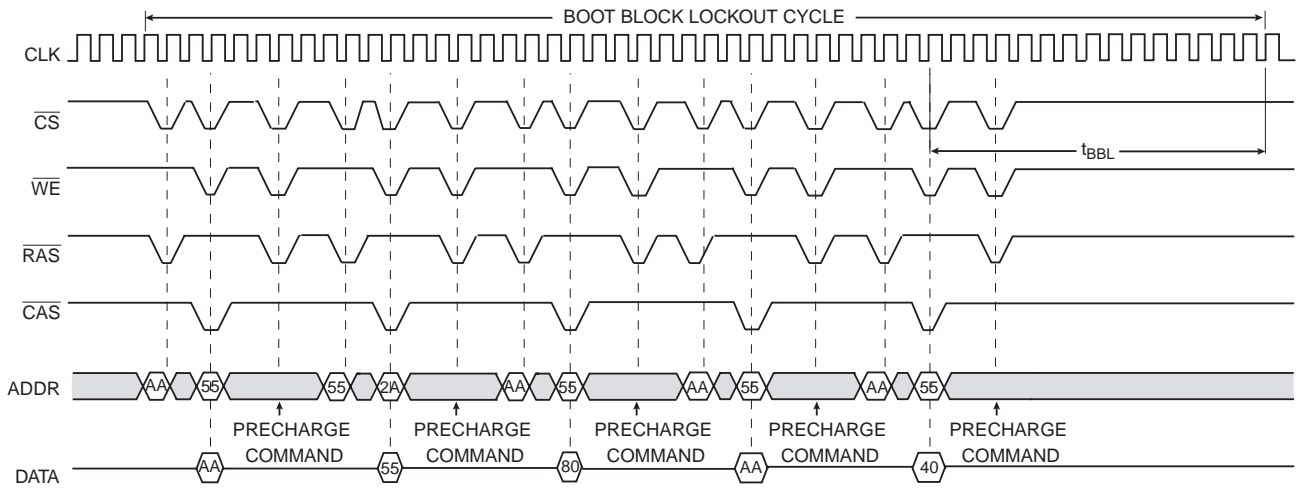 BOOT BLOCK LOCKOUT CYCLE
CLK
CS
tBBL
WE
RAS
CAS
ADDR AA 55 55 2A AA 55 AA 55 AA 55
PRECHARGE COMMAND
PRECHARGE COMMAND
PRECHARGE COMMAND
PRECHARGE COMMAND
PRECHARGE COMMAND
DATA AA 55 80 AA 40